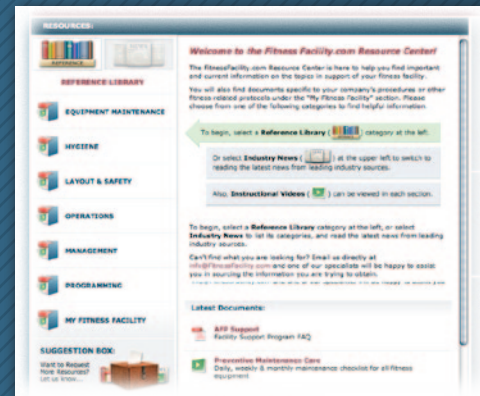 RESOURCES:
REFERENCE
REFERENCE LIBRARY
EQUIPMENT MAINTENANCE
HYGIENE
LAYOUT & SAFETY
OPERATIONS
MANAGEMENT
PROGRAMMING
MY FITNESS FACILITY
SUGGESTION BOX:
Want to Request
More Resources?
Let us know...
Welcome to the Fitness Facility.com Resource Center!
The FitnessFacility.com Resource Center is here to help you find important
and current information on the topics in support of your fitness facility.
You will also find documents specific to your company's procedures or other
fitness related protocols under the "My Fitness Facility" section. Please
choose from one of the following categories to find helpful information
To begin, select a Reference Library ( ) category at the left.
Or select Industry News ( ) at the upper left to switch to
reading the latest news from leading industry sources.
Also, Instructional Videos ( ) can be viewed in each section.
To begin, select a Reference Library category at the left, or select
Industry News to list its categories, and read the latest news from leading
industry sources.
Can't find what you are looking for? Email us directly at
info@FitnessFacility.com and one of our specialists will be happy to assist
you in sourcing the information you are trying to obtain.
Latest Documents:
AFP Support
Facility Support Program FAQ
Preventive Maintenance Care
Daily, weekly & monthly maintenance checklist for all fitness
equipment